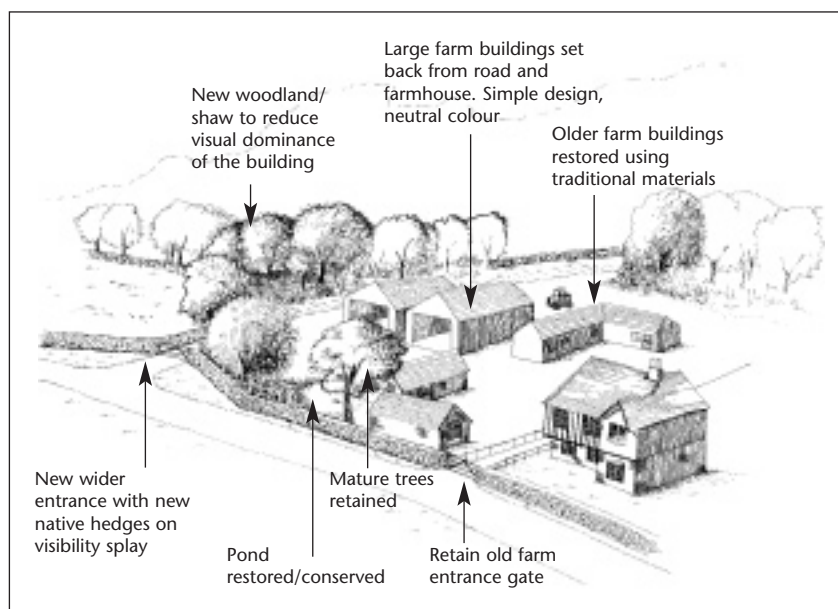 Large farm buildings set
back from road and
farmhouse. Simple design,
neutral colour
New woodland/
shaw to reduce
visual dominance
of the building
Older farm buildings
restored using
traditional materials
New wider
entrance with new
native hedges on
visibility splay
Mature trees
retained
Pond
restored/conserved
Retain old farm
entrance gate